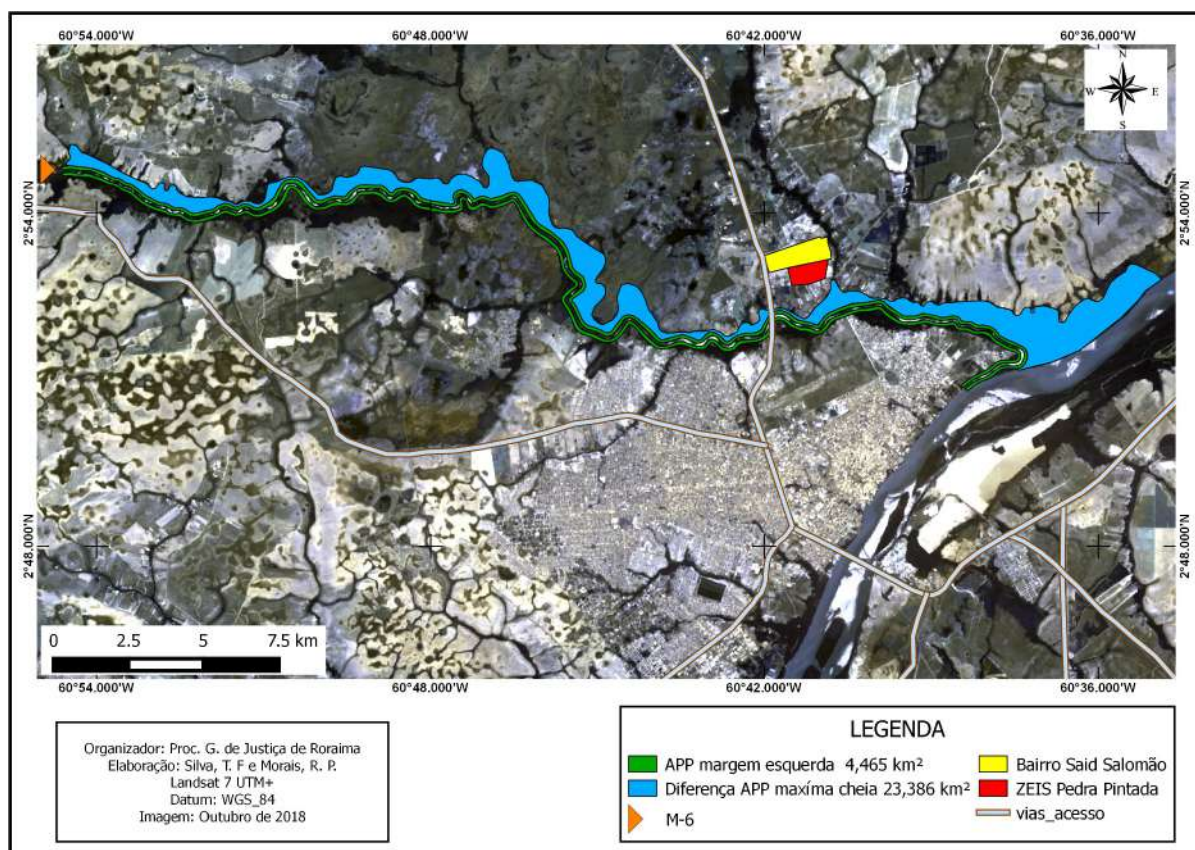 60°54.000'W 60°48.000'W 60°42.000'W 60°36.000'W
N
W E
S
2°54.000'N 2°54.000'N
2°48.000'N 2°48.000'N
0 2.5 5 7.5 km
60°54.000'W 60°48.000'W 60°42.000'W 60°36.000'W
Organizador: Proc. G. de Justiça de Roraima
Elaboração: Silva, T. F e Morais, R. P.
Landsat 7 UTM+
Datum: WGS_84
Imagem: Outubro de 2018
LEGENDA
APP margem esquerda 4,465 km²
Diferença APP maxíma cheia 23,386 km²
M-6
Bairro Said Salomão
ZEIS Pedra Pintada
vias_acesso